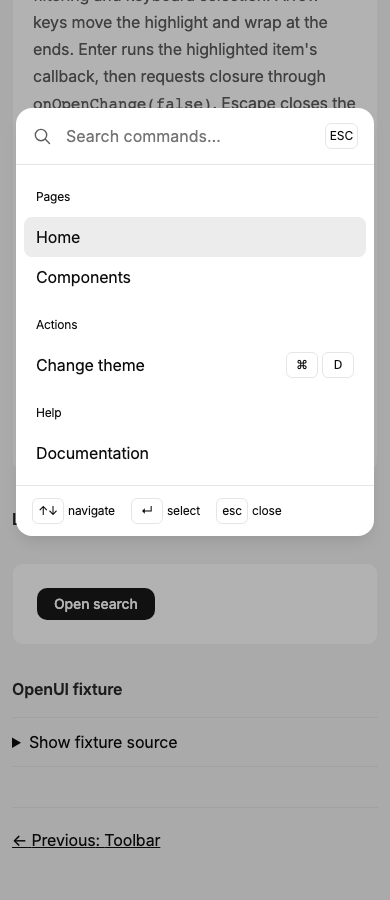 keys move the highlight and wrap at the
ends. Enter runs the highlighted item's
callback, then requests closure through
onOpenChange(false). Escape closes the
Search commands...
ESC
Pages
Home
Components
Actions
Change theme ⌘ D
Help
Documentation
↑↓ navigate ↵ select esc close
Open search
OpenUI fixture
▶ Show fixture source
← Previous: Toolbar